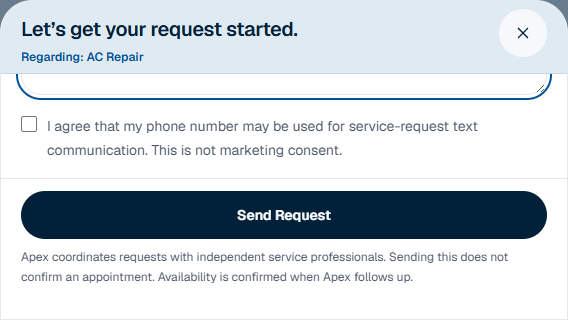 Let’s get your request started.
Regarding: AC Repair
I agree that my phone number may be used for service-request text
communication. This is not marketing consent.
Send Request
Apex coordinates requests with independent service professionals. Sending this does not
confirm an appointment. Availability is confirmed when Apex follows up.